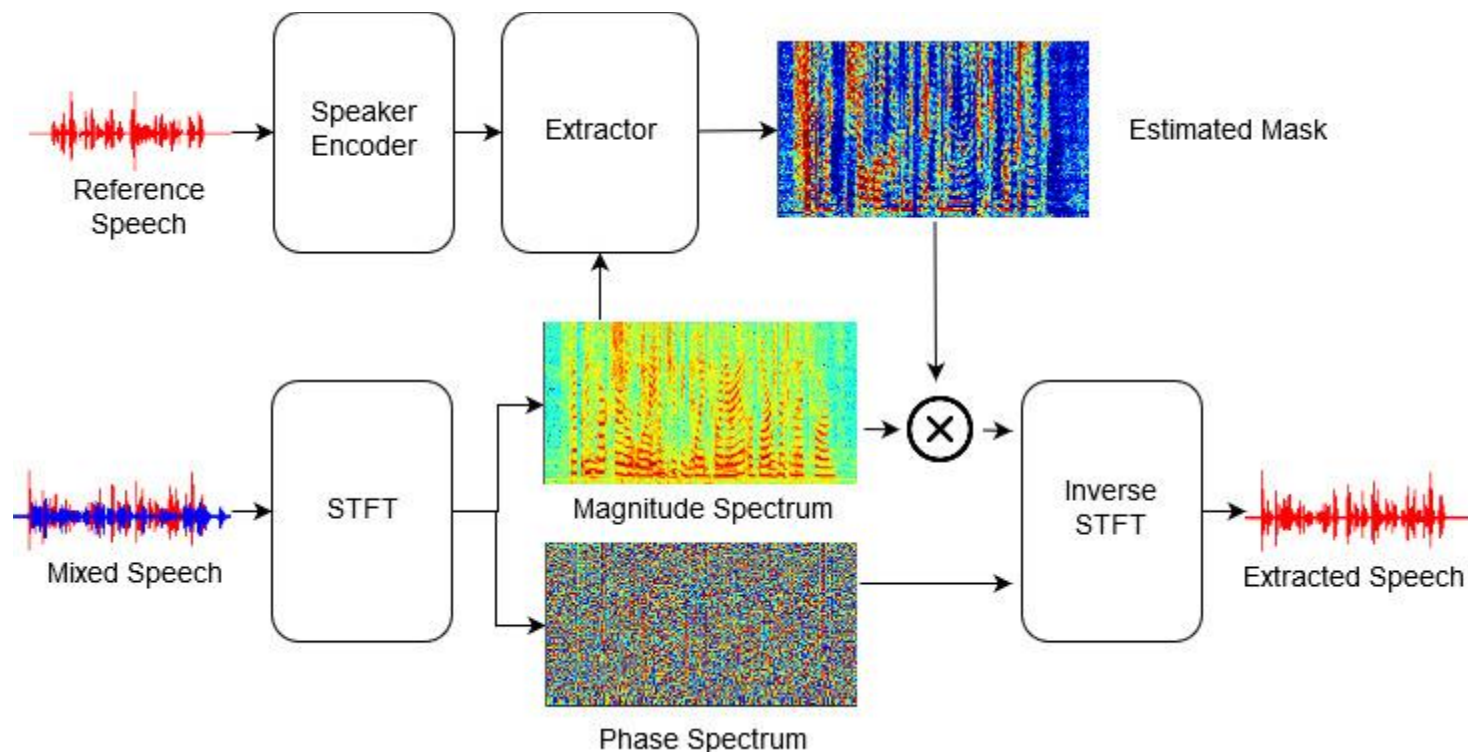 Speaker
Encoder
Extractor
Estimated Mask
Reference
Speech
STFT
Magnitude Spectrum
Inverse
STFT
Mixed Speech
Extracted Speech
Phase Spectrum